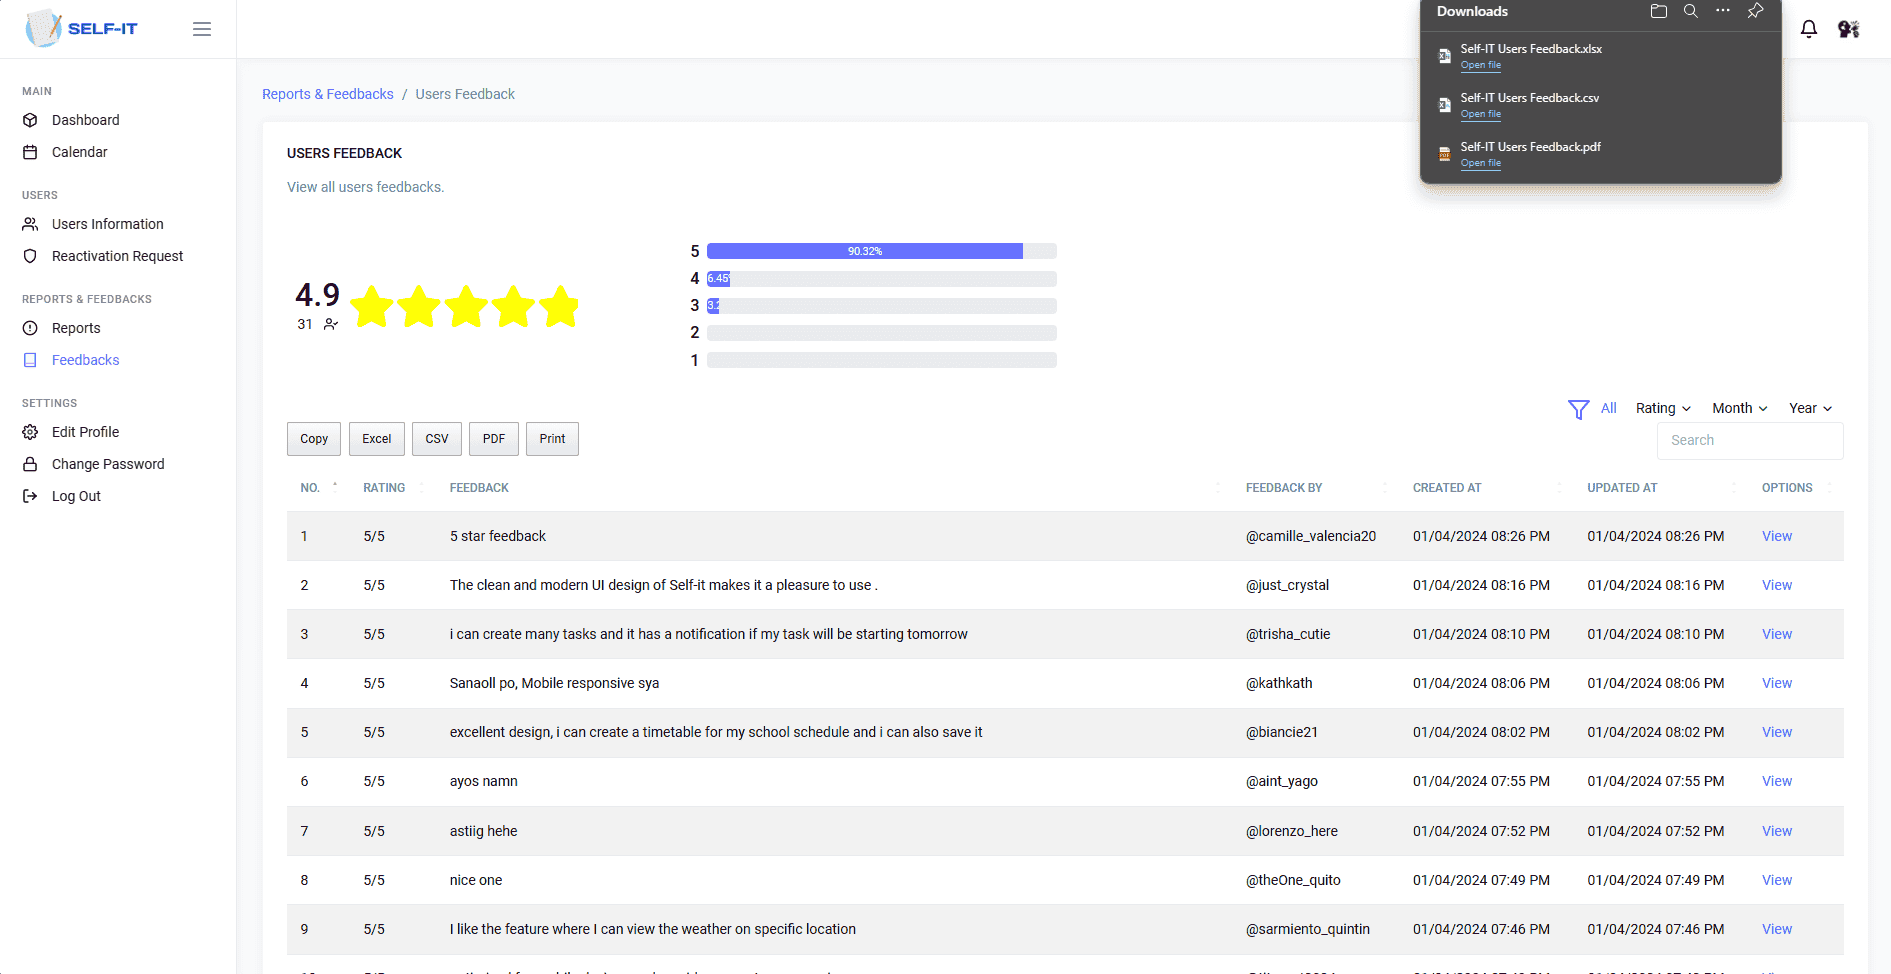 SELF-IT
Downloads
Self-IT Users Feedback.xlsx
Open file
Self-IT Users Feedback.csv
Open file
Self-IT Users Feedback.pdf
Open file
MAIN
Dashboard
Calendar
USERS
Users Information
Reactivation Request
REPORTS & FEEDBACKS
Reports
Feedbacks
SETTINGS
Edit Profile
Change Password
Log Out
Reports & Feedbacks / Users Feedback
USERS FEEDBACK
View all users feedbacks.
4.9
31
5 90.32%
4 6.45
3 3.2
2
1
All Rating Month Year
Copy Excel CSV PDF Print
Search
NO. RATING FEEDBACK FEEDBACK BY CREATED AT UPDATED AT OPTIONS
1 5/5 5 star feedback @camille_valencia20 01/04/2024 08:26 PM 01/04/2024 08:26 PM View
2 5/5 The clean and modern UI design of Self-it makes it a pleasure to use . @just_crystal 01/04/2024 08:16 PM 01/04/2024 08:16 PM View
3 5/5 i can create many tasks and it has a notification if my task will be starting tomorrow @trisha_cutie 01/04/2024 08:10 PM 01/04/2024 08:10 PM View
4 5/5 Sanaoll po, Mobile responsive sya @kathkath 01/04/2024 08:06 PM 01/04/2024 08:06 PM View
5 5/5 excellent design, i can create a timetable for my school schedule and i can also save it @biancie21 01/04/2024 08:02 PM 01/04/2024 08:02 PM View
6 5/5 ayos namn @aint_yago 01/04/2024 07:55 PM 01/04/2024 07:55 PM View
7 5/5 astiig hehe @lorenzo_here 01/04/2024 07:52 PM 01/04/2024 07:52 PM View
8 5/5 nice one @theOne_quito 01/04/2024 07:49 PM 01/04/2024 07:49 PM View
9 5/5 I like the feature where I can view the weather on specific location @sarmiento_quintin 01/04/2024 07:46 PM 01/04/2024 07:46 PM View